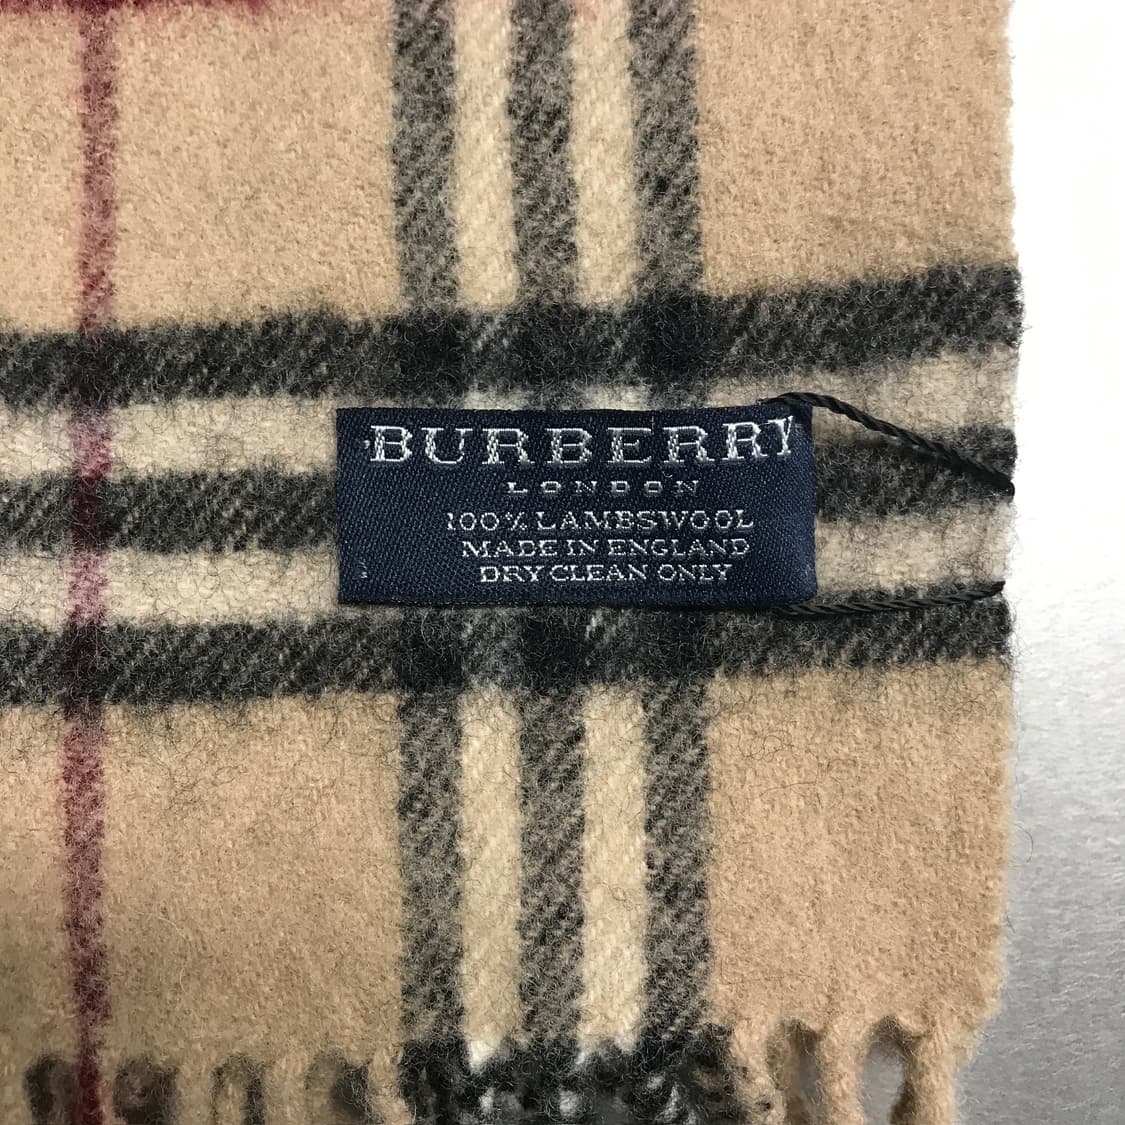 BURBERRY
LONDON
100% LAMBSWOOL
MADE IN ENGLAND
DRY CLEAN ONLY